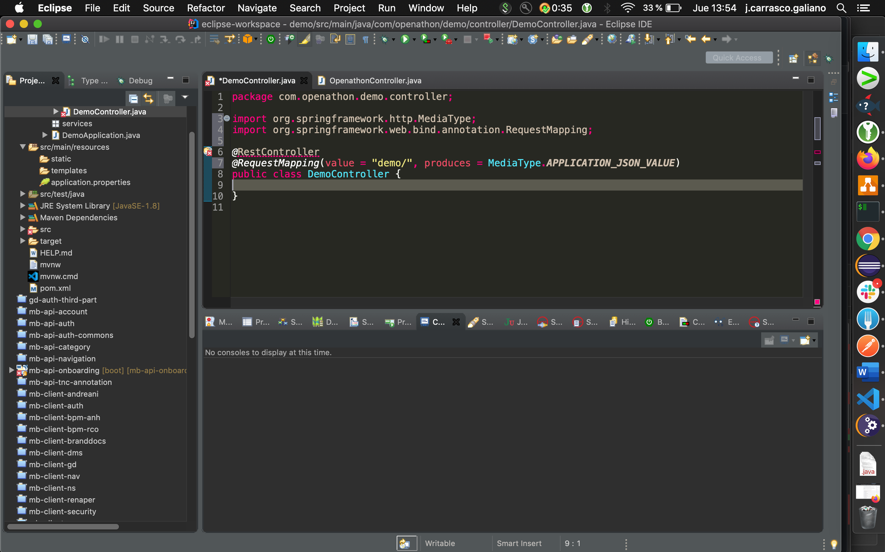 Eclipse File Edit Source Refactor Navigate Search Project Run Window Help 0:35 33 % Jue 13:54 j.carrasco.galiano
eclipse-workspace - demo/src/main/java/com/openathon/demo/controller/DemoController.java - Eclipse IDE
Quick Access
Proje... Type ... Debug
*DemoController.java OpenathonController.java
DemoController.java
services
DemoApplication.java
src/main/resources
static
templates
application.properties
src/test/java
JRE System Library [JavaSE-1.8]
Maven Dependencies
src
target
HELP.md
mvnw
mvnw.cmd
pom.xml
gd-auth-third-part
mb-api-account
mb-api-auth
mb-api-auth-commons
mb-api-category
mb-api-navigation
mb-api-onboarding [boot] [mb-api-onboard
mb-api-tnc-annotation
mb-client-andreani
mb-client-auth
mb-client-bpm-anh
mb-client-bpm-rco
mb-client-branddocs
mb-client-dms
mb-client-gd
mb-client-nav
mb-client-ns
mb-client-renaper
mb-client-security
1 package com.openathon.demo.controller;
2
3 import org.springframework.http.MediaType;
4 import org.springframework.web.bind.annotation.RequestMapping;
5
6 @RestController
7 @RequestMapping(value = "demo/", produces = MediaType.APPLICATION_JSON_VALUE)
8 public class DemoController {
9
10 }
11
M... Pr... S... D... S... Pr... C... S... J... S... S... Hi... B... C... E... S...
No consoles to display at this time.
Writable Smart Insert 9 : 1
java